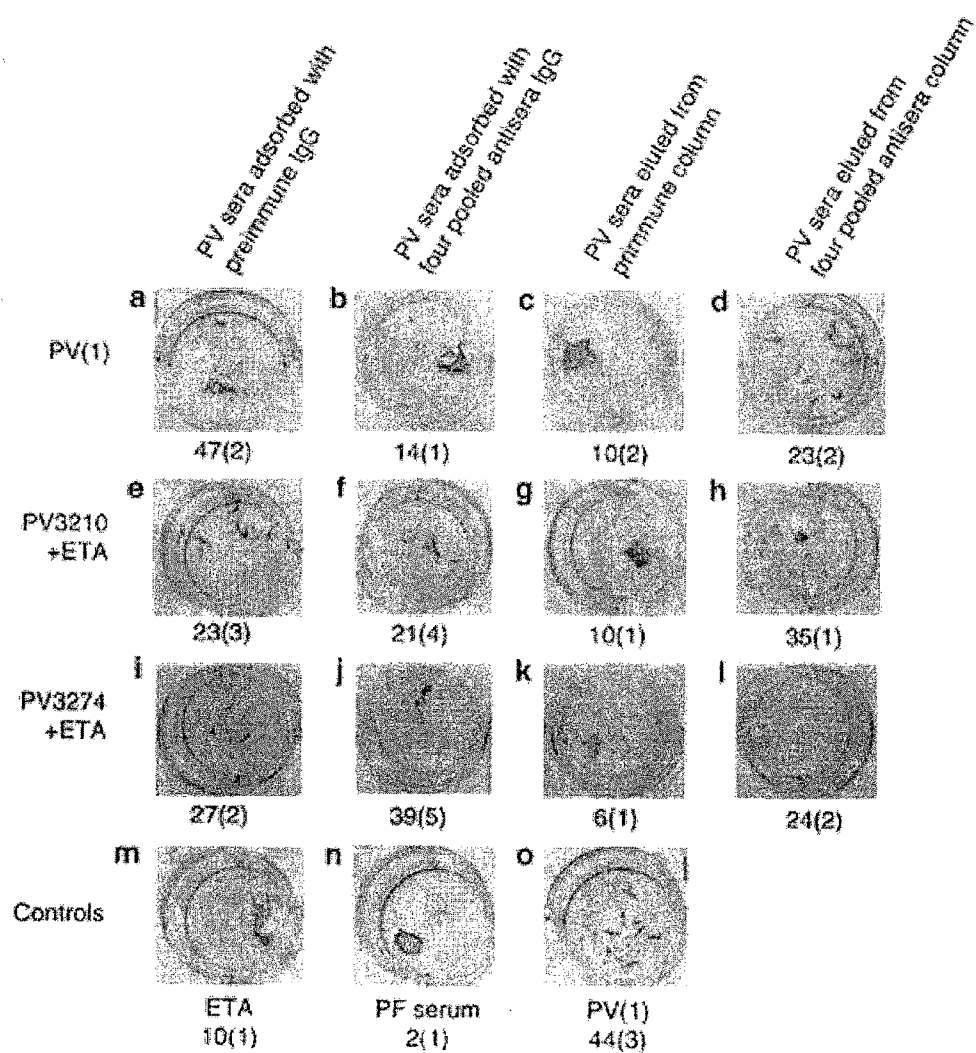 PV sera adsorbed with
preimmune IgG
PV sera adsorbed with
four pooled antisera IgG
PV sera eluted from
primmune column
PV sera eluted from
four pooled antisera column
a
b
c
d
PV(1)
47(2)
14(1)
10(2)
23(2)
e
f
g
h
PV3210
+ETA
23(3)
21(4)
10(1)
35(1)
i
j
k
l
PV3274
+ETA
27(2)
39(5)
6(1)
24(2)
m
n
o
Controls
ETA
10(1)
PF serum
2(1)
PV(1)
44(3)